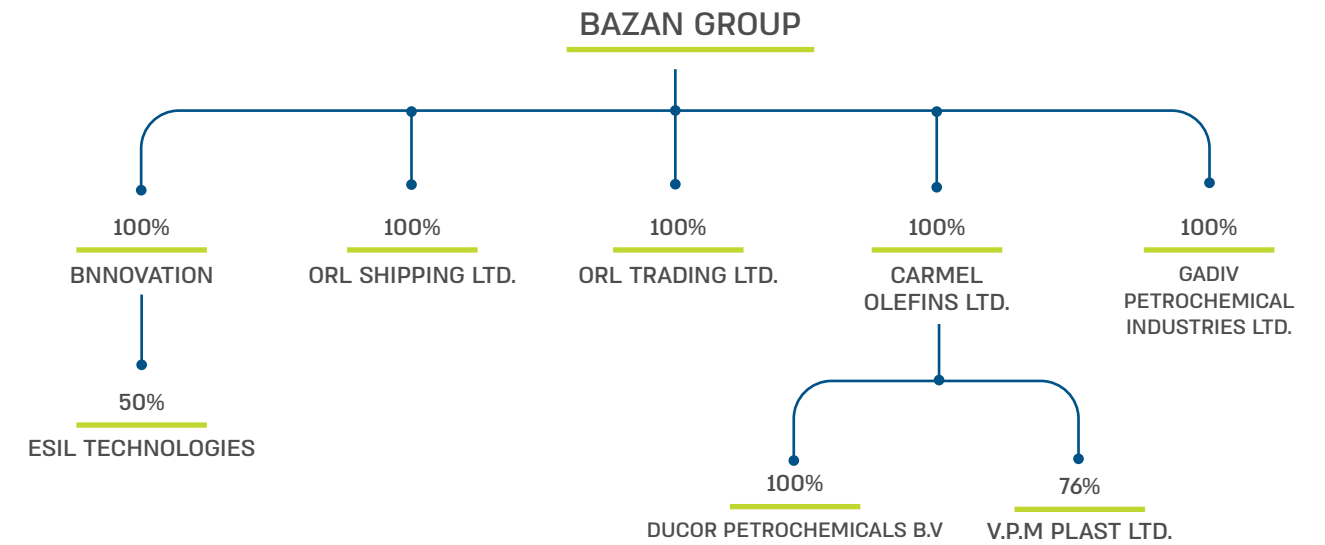 BAZAN GROUP
100%
BNNOVATION
100%
ORL SHIPPING LTD.
100%
ORL TRADING LTD.
100%
CARMEL
OLEFINS LTD.
100%
GADIV
PETROCHEMICAL
INDUSTRIES LTD.
50%
ESIL TECHNOLOGIES
100%
DUCOR PETROCHEMICALS B.V
76%
V.P.M PLAST LTD.